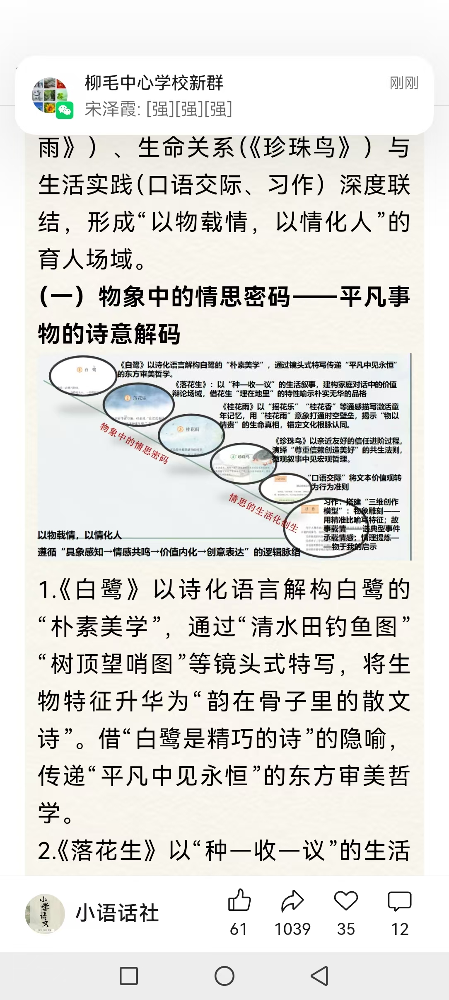 柳毛中心学校新群
刚刚
宋泽霞: [强][强][强]
雨》）、生命关系(《珍珠鸟》）与
生活实践(口语交际、习作）深度联
结，形成“以物载情，以情化人”的
育人场域。
（一）物象中的情思密码——平凡事
物的诗意解码
① 白鹭
《白鹭》以诗化语言解构白鹭的“朴素美学”，通过镜头式特写传递“平凡中见永恒”
的东方审美哲学。
② 落花生
《落花生》：以“种—收—议”的生活叙事，建构家庭对话中的价值
辩论场域，借花生“埋在地里”的特性喻示朴实无华的品格
③ 桂花雨
《桂花雨》以“摇花乐”“桂花香”等通感描写激活童
年记忆，用“桂花雨”意象打通时空壁垒，揭示“物以
情贵”的生命真相，锚定文化根脉认同。
④ 珍珠鸟
《珍珠鸟》以亲近友好的信任进阶过程，
演绎“尊重信赖创造美好”的共生法则，
微观叙事中见宏观哲理。
物象中的情思密码
“口语交际”将文本价值观转
为行为准则
情思的生活化创生
习作
习作：搭建“三维创作
模型”：物象雕刻——
用精准比喻写特征；故
事载情——选典型事件
承载情感；情理提炼—
—物于我的启示
以物载情，以情化人
遵循“具象感知→情感共鸣→价值内化→创意表达”的逻辑脉络
1.《白鹭》以诗化语言解构白鹭的
“朴素美学”，通过“清水田钓鱼图”
“树顶望哨图”等镜头式特写，将生
物特征升华为“韵在骨子里的散文
诗”。借“白鹭是精巧的诗”的隐喻，
传递“平凡中见永恒”的东方审美哲
学。
2.《落花生》以“种—收—议”的生活
小学语文
小语话社
61
1039
35
12